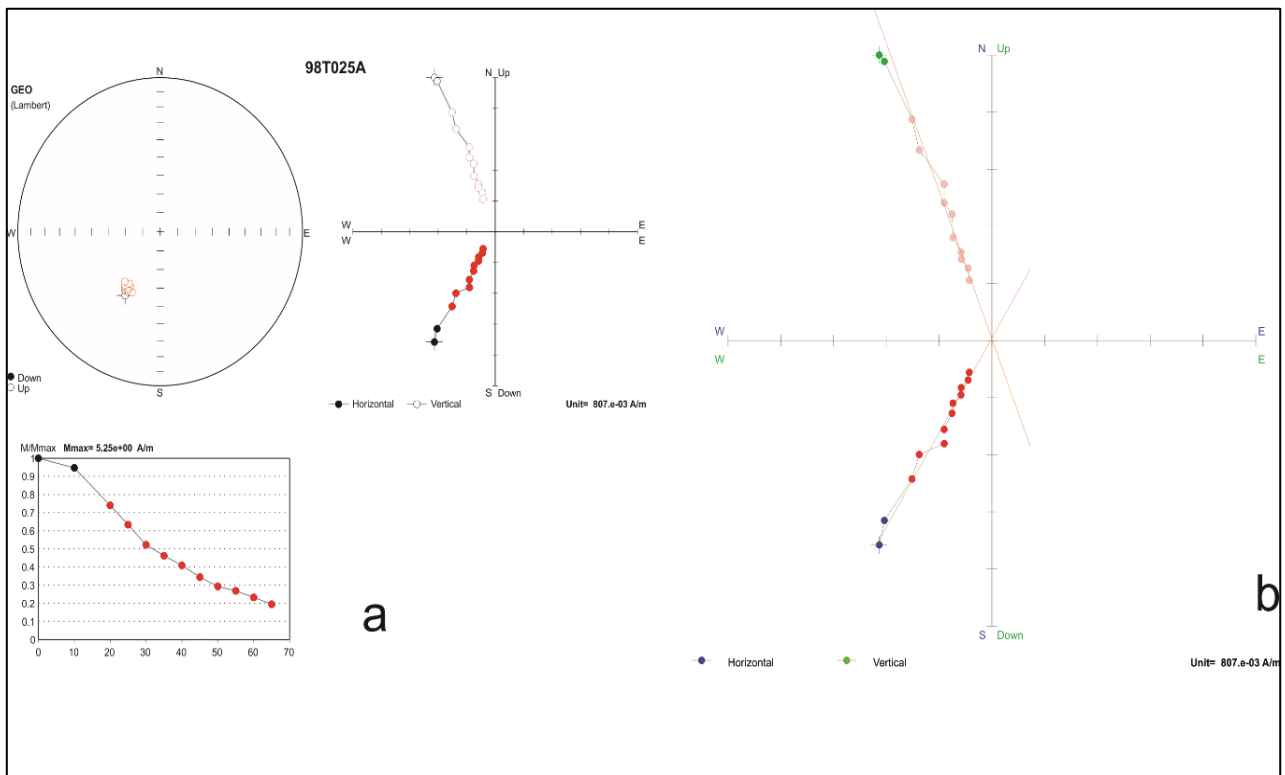 98T025A
GEO
(Lambert)
N
W
E
S
Down
Up
N Up
W
W
E
E
S Down
Horizontal Vertical Unit= 807.e-03 A/m
M/Mmax Mmax= 5.25e+00 A/m
1
0.9
0.8
0.7
0.6
0.5
0.4
0.3
0.2
0.1
0
0 10 20 30 40 50 60 70
a
N Up
W
W
E
E
S Down
b
Horizontal Vertical Unit= 807.e-03 A/m